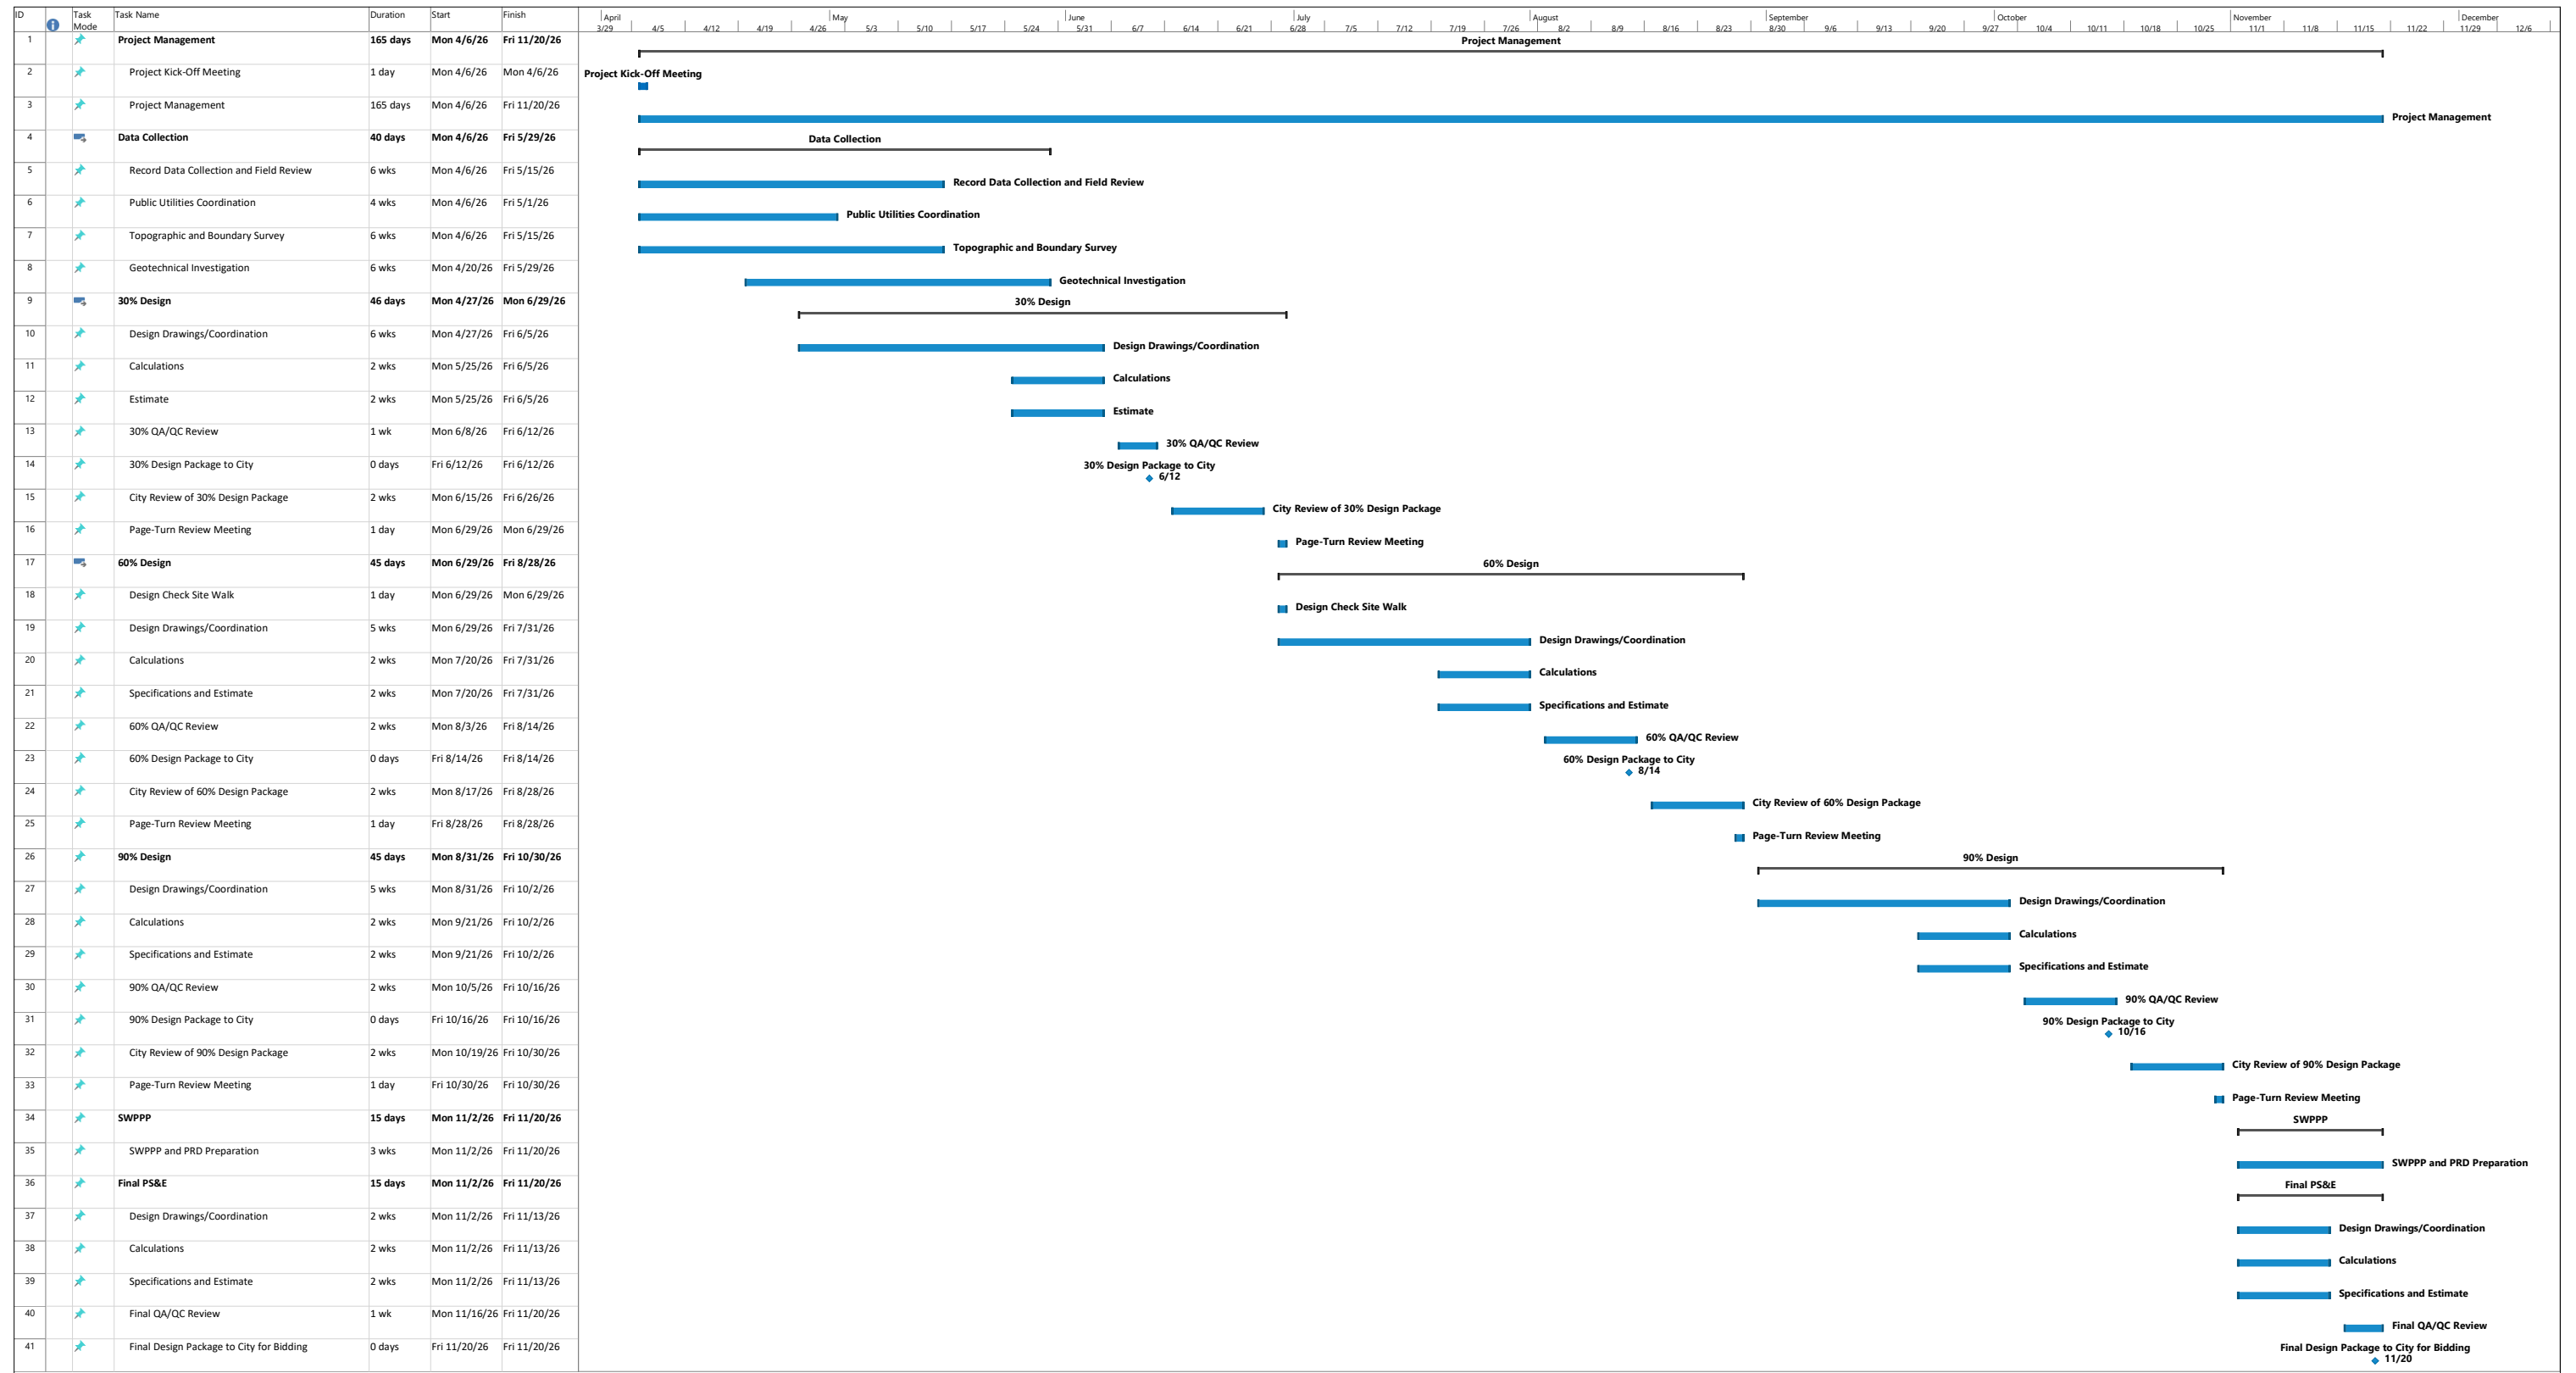 ID Task Mode Task Name Duration Start Finish April May June July August September October November December
3/29 4/5 4/12 4/19 4/26 5/3 5/10 5/17 5/24 5/31 6/7 6/14 6/21 6/28 7/5 7/12 7/19 7/26 8/2 8/9 8/16 8/23 8/30 9/6 9/13 9/20 9/27 10/4 10/11 10/18 10/25 11/1 11/8 11/15 11/22 11/29 12/6
1 Project Management 165 days Mon 4/6/26 Fri 11/20/26 Project Management
2 Project Kick-Off Meeting 1 day Mon 4/6/26 Mon 4/6/26 Project Kick-Off Meeting
3 Project Management 165 days Mon 4/6/26 Fri 11/20/26 Project Management
4 Data Collection 40 days Mon 4/6/26 Fri 5/29/26 Data Collection
5 Record Data Collection and Field Review 6 wks Mon 4/6/26 Fri 5/15/26 Record Data Collection and Field Review
6 Public Utilities Coordination 4 wks Mon 4/6/26 Fri 5/1/26 Public Utilities Coordination
7 Topographic and Boundary Survey 6 wks Mon 4/6/26 Fri 5/15/26 Topographic and Boundary Survey
8 Geotechnical Investigation 6 wks Mon 4/20/26 Fri 5/29/26 Geotechnical Investigation
9 30% Design 46 days Mon 4/27/26 Mon 6/29/26 30% Design
10 Design Drawings/Coordination 6 wks Mon 4/27/26 Fri 6/5/26 Design Drawings/Coordination
11 Calculations 2 wks Mon 5/25/26 Fri 6/5/26 Calculations
12 Estimate 2 wks Mon 5/25/26 Fri 6/5/26 Estimate
13 30% QA/QC Review 1 wk Mon 6/8/26 Fri 6/12/26 30% QA/QC Review
14 30% Design Package to City 0 days Fri 6/12/26 Fri 6/12/26 30% Design Package to City
6/12
15 City Review of 30% Design Package 2 wks Mon 6/15/26 Fri 6/26/26 City Review of 30% Design Package
16 Page-Turn Review Meeting 1 day Mon 6/29/26 Mon 6/29/26 Page-Turn Review Meeting
17 60% Design 45 days Mon 6/29/26 Fri 8/28/26 60% Design
18 Design Check Site Walk 1 day Mon 6/29/26 Mon 6/29/26 Design Check Site Walk
19 Design Drawings/Coordination 5 wks Mon 6/29/26 Fri 7/31/26 Design Drawings/Coordination
20 Calculations 2 wks Mon 7/20/26 Fri 7/31/26 Calculations
21 Specifications and Estimate 2 wks Mon 7/20/26 Fri 7/31/26 Specifications and Estimate
22 60% QA/QC Review 2 wks Mon 8/3/26 Fri 8/14/26 60% QA/QC Review
23 60% Design Package to City 0 days Fri 8/14/26 Fri 8/14/26 60% Design Package to City
8/14
24 City Review of 60% Design Package 2 wks Mon 8/17/26 Fri 8/28/26 City Review of 60% Design Package
25 Page-Turn Review Meeting 1 day Fri 8/28/26 Fri 8/28/26 Page-Turn Review Meeting
26 90% Design 45 days Mon 8/31/26 Fri 10/30/26 90% Design
27 Design Drawings/Coordination 5 wks Mon 8/31/26 Fri 10/2/26 Design Drawings/Coordination
28 Calculations 2 wks Mon 9/21/26 Fri 10/2/26 Calculations
29 Specifications and Estimate 2 wks Mon 9/21/26 Fri 10/2/26 Specifications and Estimate
30 90% QA/QC Review 2 wks Mon 10/5/26 Fri 10/16/26 90% QA/QC Review
31 90% Design Package to City 0 days Fri 10/16/26 Fri 10/16/26 90% Design Package to City
10/16
32 City Review of 90% Design Package 2 wks Mon 10/19/26 Fri 10/30/26 City Review of 90% Design Package
33 Page-Turn Review Meeting 1 day Fri 10/30/26 Fri 10/30/26 Page-Turn Review Meeting
34 SWPPP 15 days Mon 11/2/26 Fri 11/20/26 SWPPP
35 SWPPP and PRD Preparation 3 wks Mon 11/2/26 Fri 11/20/26 SWPPP and PRD Preparation
36 Final PS&E 15 days Mon 11/2/26 Fri 11/20/26 Final PS&E
37 Design Drawings/Coordination 2 wks Mon 11/2/26 Fri 11/13/26 Design Drawings/Coordination
38 Calculations 2 wks Mon 11/2/26 Fri 11/13/26 Calculations
39 Specifications and Estimate 2 wks Mon 11/2/26 Fri 11/13/26 Specifications and Estimate
40 Final QA/QC Review 1 wk Mon 11/16/26 Fri 11/20/26 Final QA/QC Review
41 Final Design Package to City for Bidding 0 days Fri 11/20/26 Fri 11/20/26 Final Design Package to City for Bidding
11/20